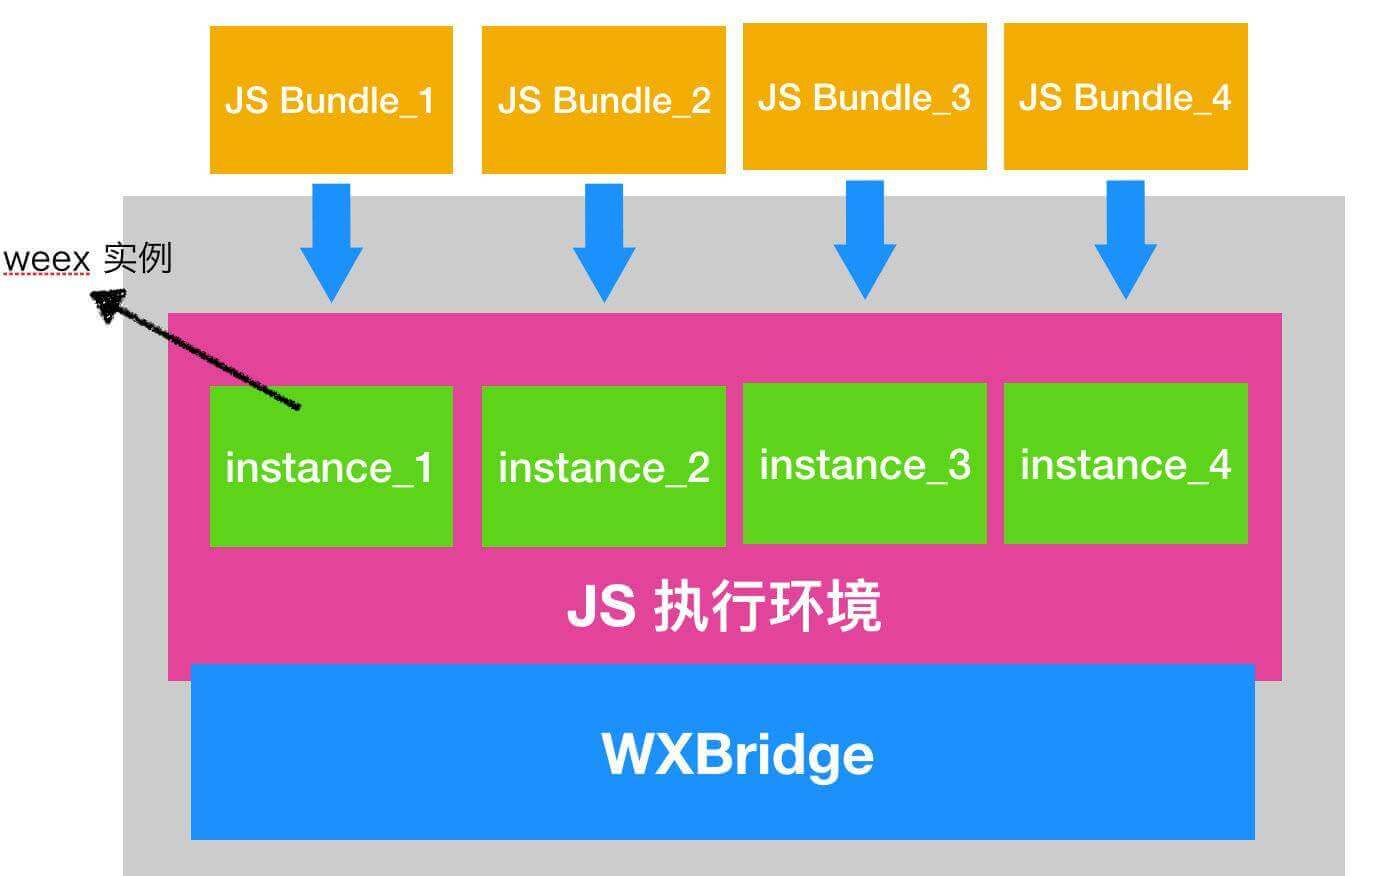 JS Bundle_1
JS Bundle_2
JS Bundle_3
JS Bundle_4
weex 实例
instance_1
instance_2
instance_3
instance_4
JS 执行环境
WXBridge